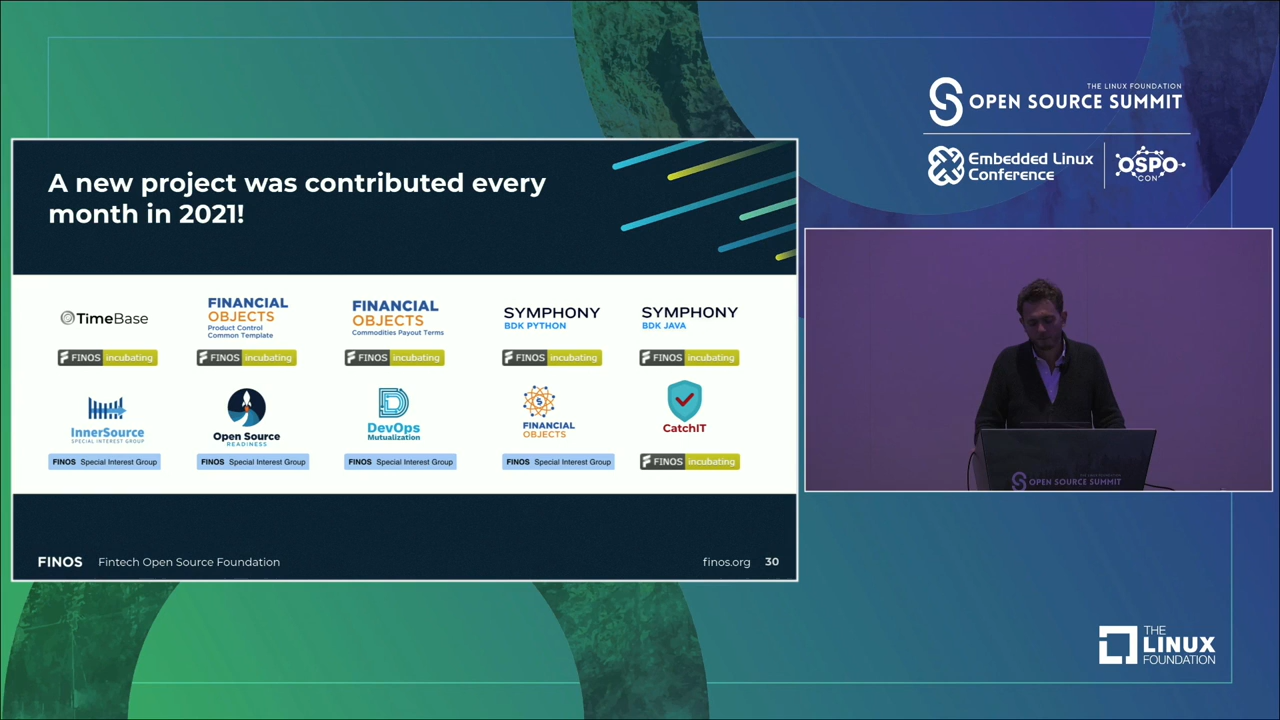 A new project was contributed every
month in 2021!
TimeBase
FINANCIAL
OBJECTS
Product Control
Common Template
FINANCIAL
OBJECTS
Commodities Payout Terms
SYMPHONY
BDK PYTHON
SYMPHONY
BDK JAVA
FINOS incubating
FINOS incubating
FINOS incubating
FINOS incubating
FINOS incubating
InnerSource
SPECIAL INTEREST GROUP
Open Source
READINESS
DevOps
Mutualization
$
FINANCIAL
OBJECTS
CatchIT
FINOS Special Interest Group
FINOS Special Interest Group
FINOS Special Interest Group
FINOS Special Interest Group
FINOS incubating
FINOS Fintech Open Source Foundation
finos.org 30
THE LINUX FOUNDATION
OPEN SOURCE SUMMIT
Embedded Linux
Conference
OSPO
CON
OPEN SOURCE SUMMIT
THE
LINUX
FOUNDATION